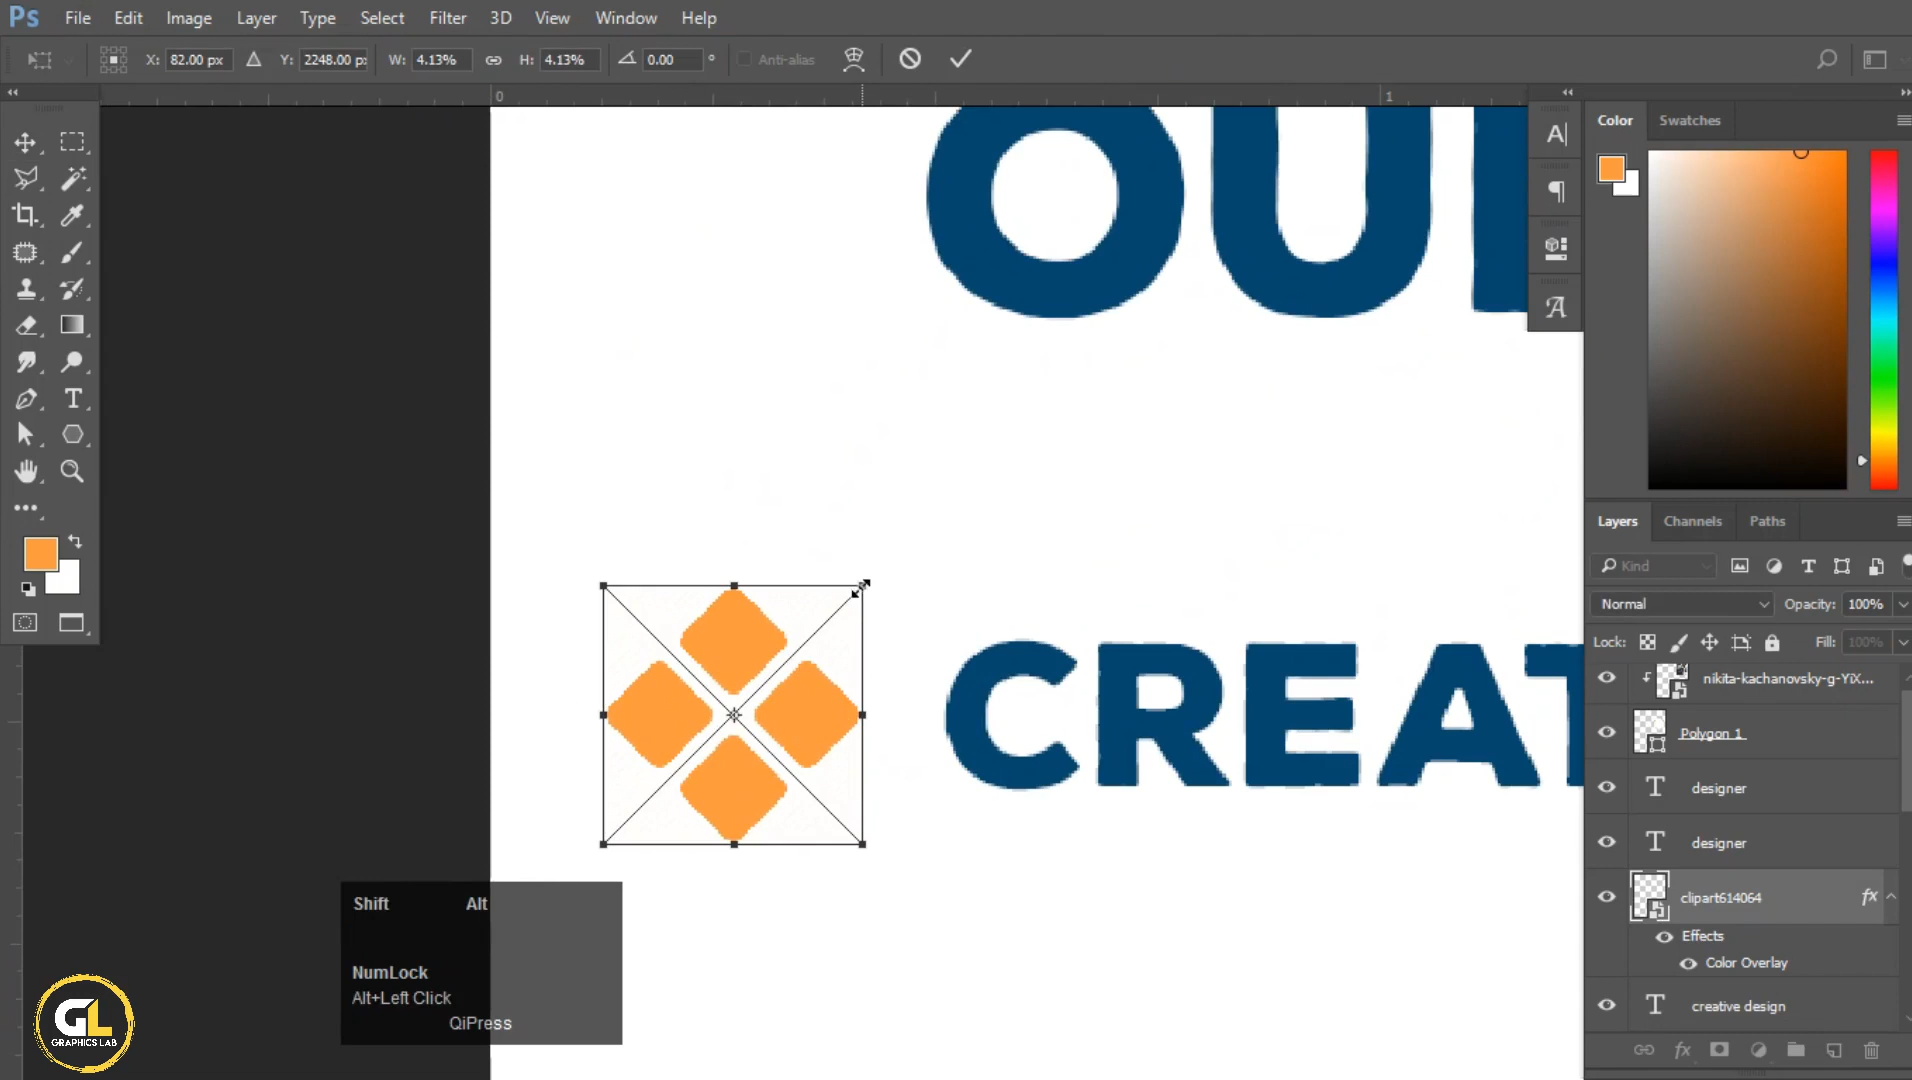 Ps File Edit Image Layer Type Select Filter 3D View Window Help
X: 82.00 px Y: 2248.00 px W: 4.13% H: 4.13% 0.00 ° Anti-alias
0 1
Color Swatches
OU
A|
¶
A
Layers Channels Paths
Kind
Normal Opacity: 100%
Lock: Fill: 100%
nikita-kachanovsky-g-YiX...
Polygon 1
designer
designer
clipart614064 fx
Effects
Color Overlay
creative design
fx
CREAT
Shift Alt
NumLock
Alt+Left Click
QiPress
GL
GRAPHICS LAB